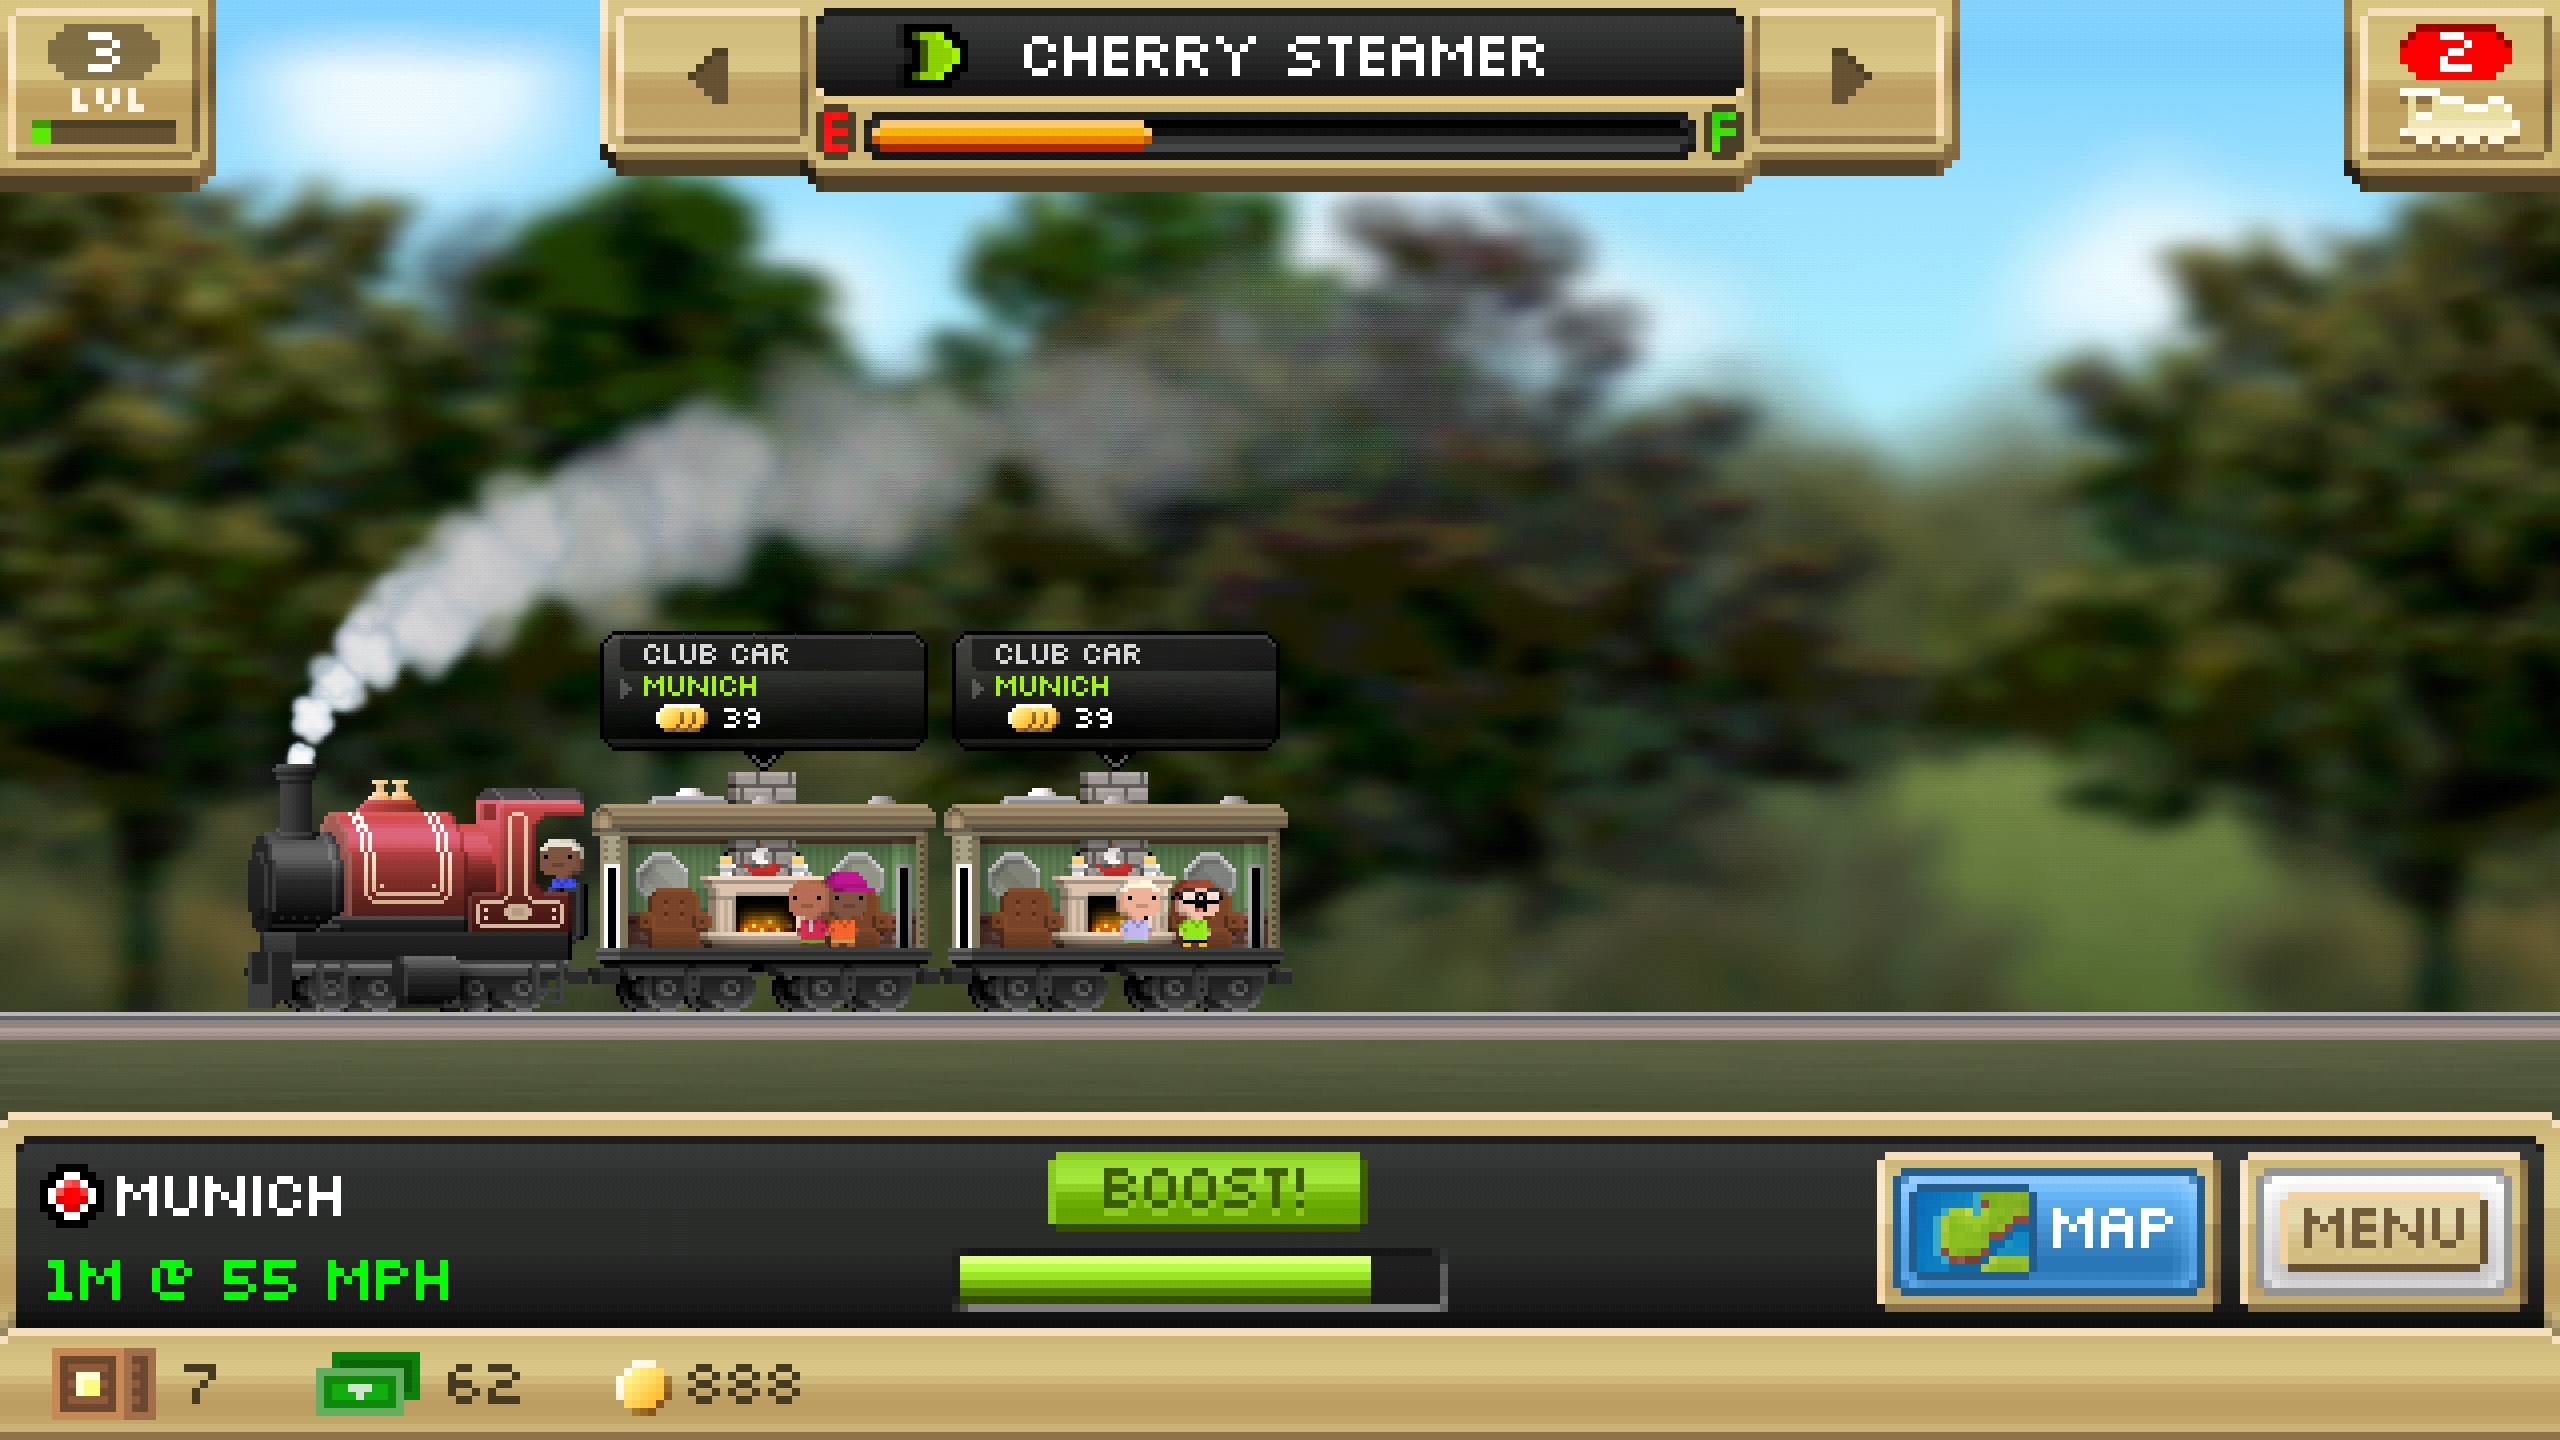 3
LVL
CHERRY STEAMER
E
F
2
CLUB CAR
MUNICH
39
CLUB CAR
MUNICH
39
MUNICH
1M @ 55 MPH
BOOST!
MAP
MENU
7
62
888